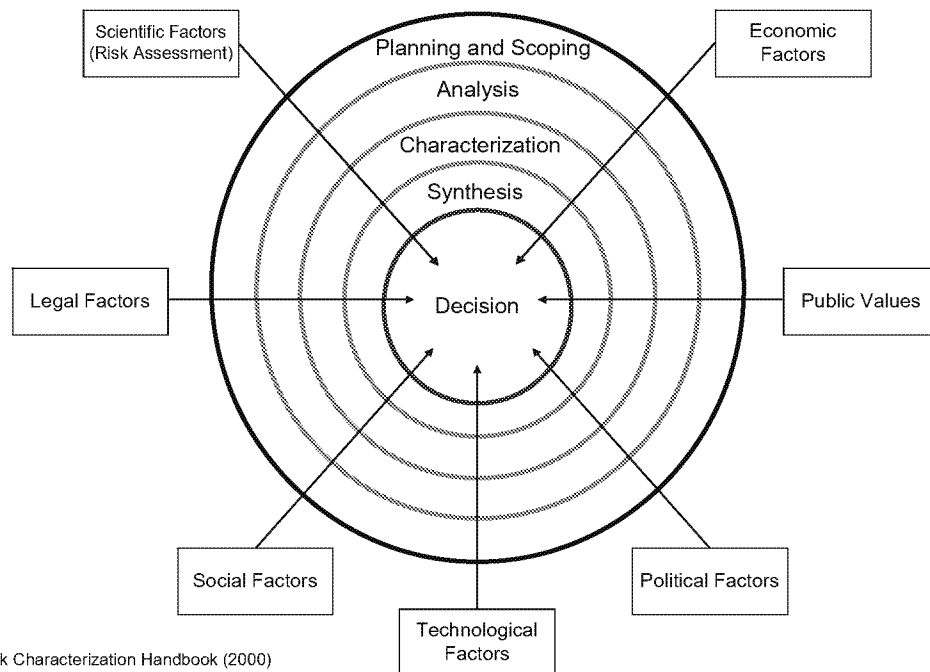 Scientific Factors
(Risk Assessment)
Planning and Scoping
Economic
Factors
Analysis
Characterization
Synthesis
Legal Factors
Decision
Public Values
Social Factors
Political Factors
Technological
Factors
Characterization Handbook (2000)